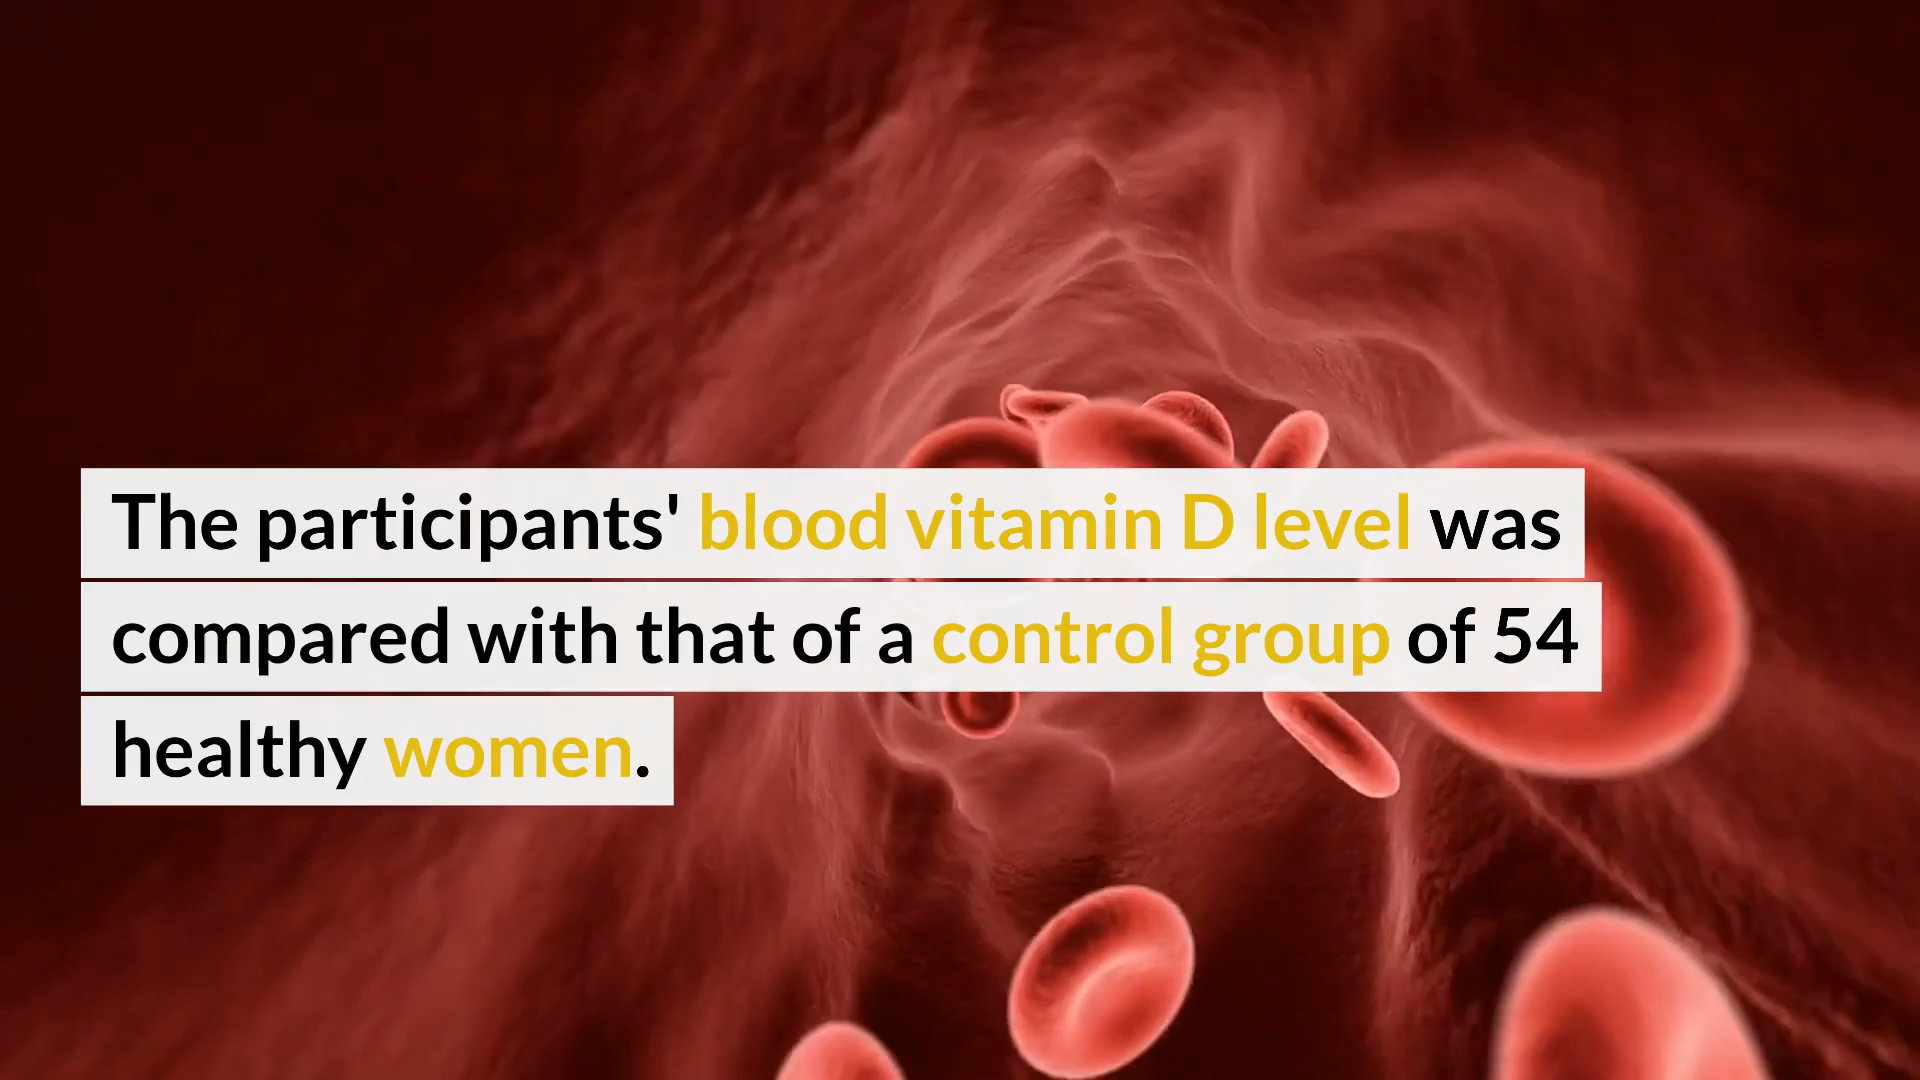 The participants' blood vitamin D level was
compared with that of a control group of 54
healthy women.